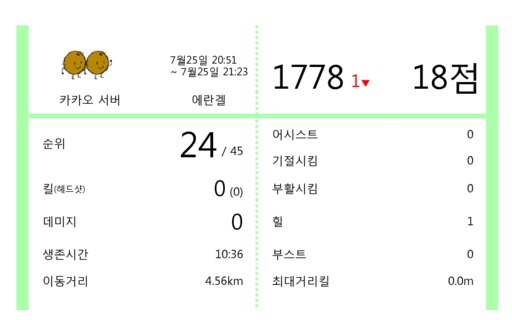 7월25일 20:51
~ 7월25일 21:23
카카오 서버
에란겔
1778 1▼
18점
순위 24 / 45
킬(헤드샷) 0 (0)
데미지 0
생존시간 10:36
이동거리 4.56km
어시스트 0
기절시킴 0
부활시킴 0
힐 1
부스트 0
최대거리킬 0.0m